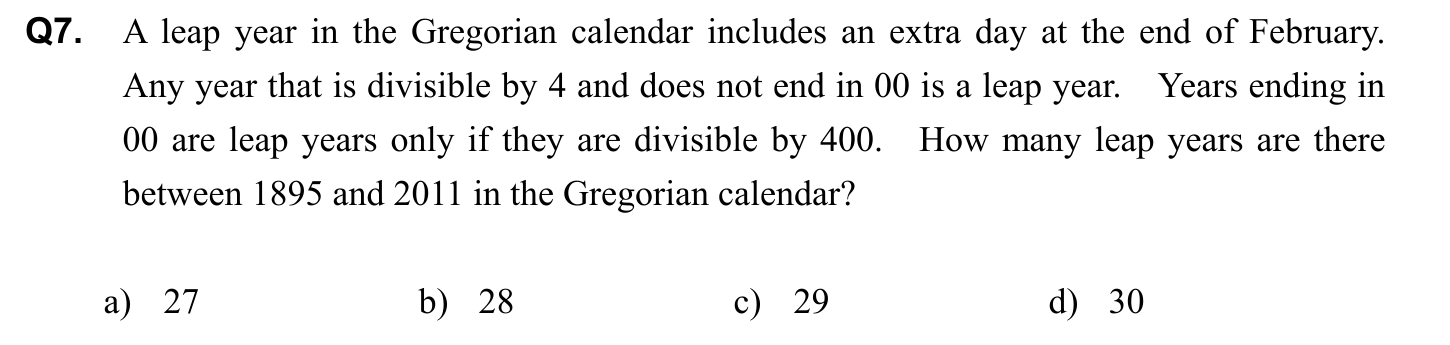 Q7. A leap year in the Gregorian calendar includes an extra day at the end of February.
Any year that is divisible by 4 and does not end in 00 is a leap year. Years ending in
00 are leap years only if they are divisible by 400. How many leap years are there
between 1895 and 2011 in the Gregorian calendar?
a) 27 b) 28 c) 29 d) 30